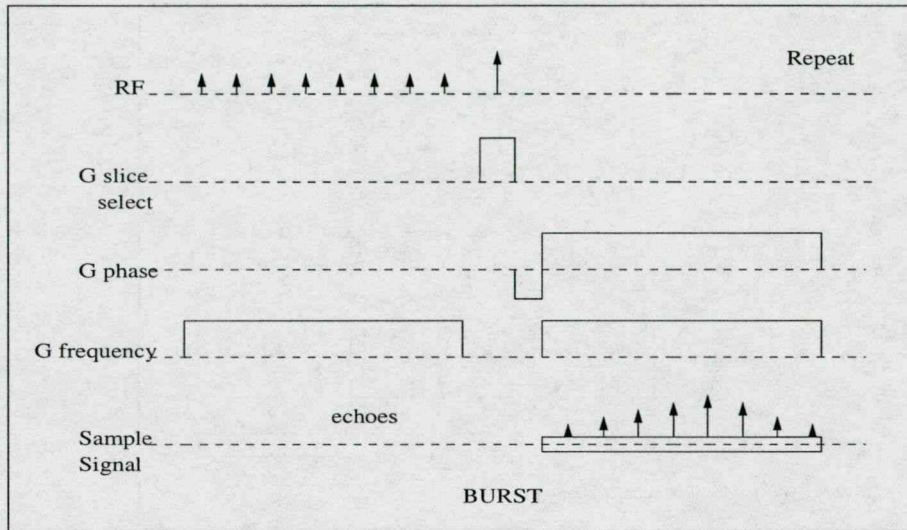 Repeat
RF
G slice
select
G phase
G frequency
echoes
Sample
Signal
BURST